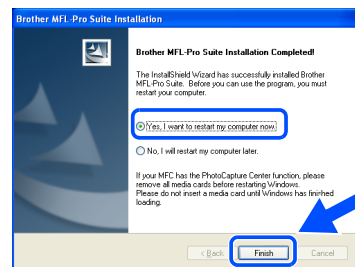 Brother MFL-Pro Suite Installation
Brother MFL-Pro Suite Installation Completed!
The InstallShield Wizard has successfully installed Brother
MFL-Pro Suite. Before you can use the program, you must
restart your computer.
Yes, I want to restart my computer now.
No, I will restart my computer later.
If your MFC has the PhotoCapture Center function, please
remove all media cards before restarting Windows.
Please do not insert a media card until Windows has finished
loading.
< Back
Finish
Cancel